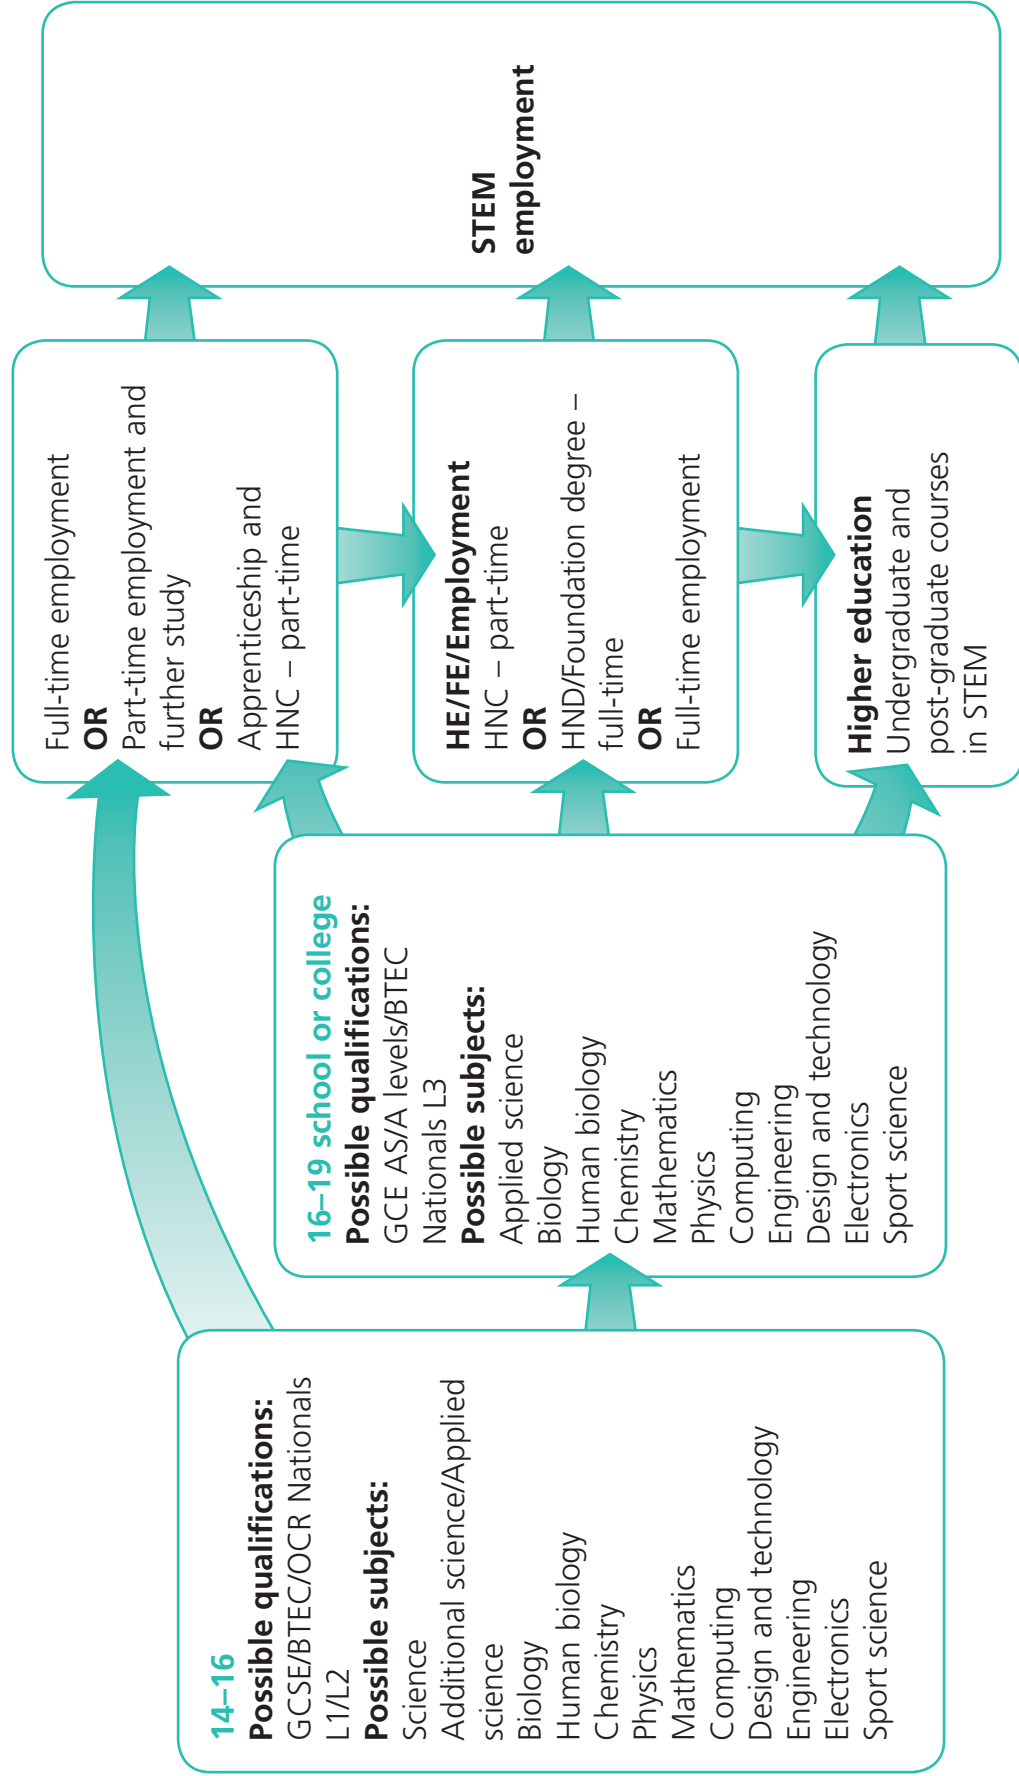 14–16
Possible qualifications:
GCSE/BTEC/OCR Nationals
L1/L2
Possible subjects:
Science
Additional science/Applied
science
Biology
Human biology
Chemistry
Physics
Mathematics
Computing
Design and technology
Engineering
Electronics
Sport science
16–19 school or college
Possible qualifications:
GCE AS/A levels/BTEC
Nationals L3
Possible subjects:
Applied science
Biology
Human biology
Chemistry
Mathematics
Physics
Computing
Engineering
Design and technology
Electronics
Sport science
Full-time employment
OR
Part-time employment and
further study
OR
Apprenticeship and
HNC – part-time
HE/FE/Employment
HNC – part-time
OR
HND/Foundation degree –
full-time
OR
Full-time employment
Higher education
Undergraduate and
post-graduate courses
in STEM
STEM
employment